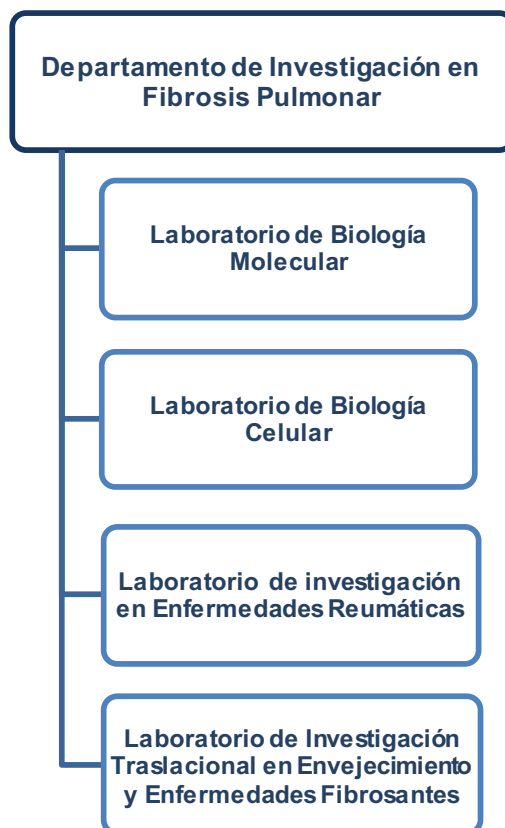 Departamento de Investigación en
Fibrosis Pulmonar
Laboratorio de Biología
Molecular
Laboratorio de Biología
Celular
Laboratorio de investigación
en Enfermedades Reumáticas
Laboratorio de Investigación
Traslacional en Envejecimiento
y Enfermedades Fibrosantes